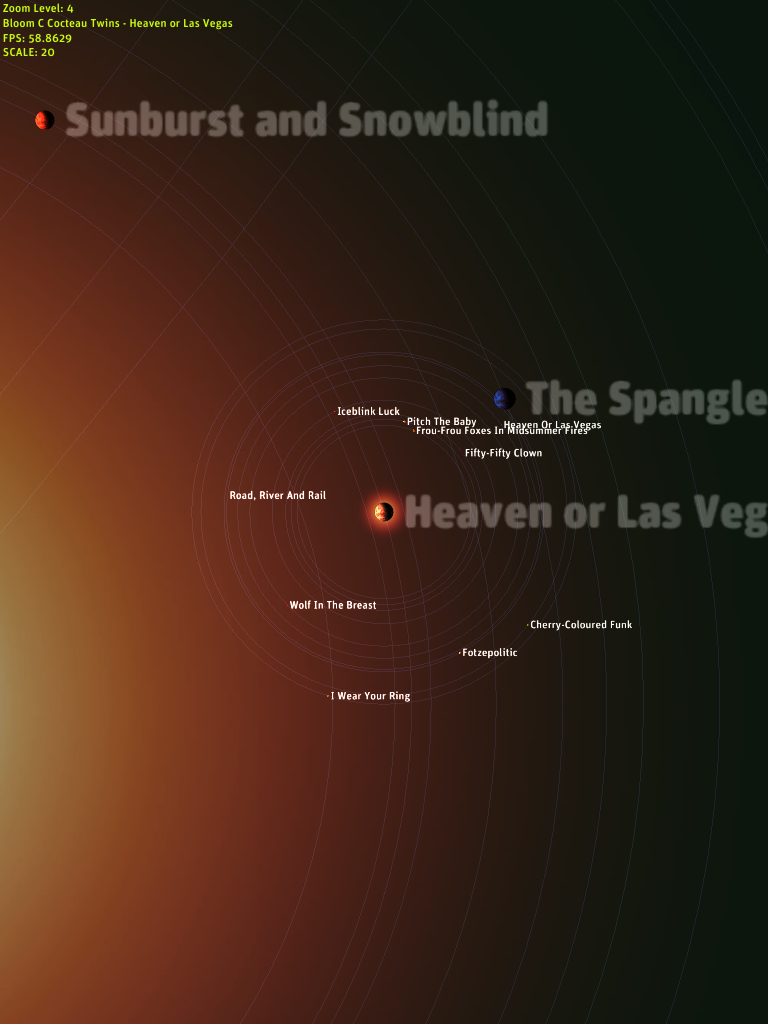 Zoom Level: 4
Bloom C Cocteau Twins - Heaven or Las Vegas
FPS: 58.8629
SCALE: 20
Sunburst and Snowblind
The Spangle
Iceblink Luck
Pitch The Baby
Heaven Or Las Vegas
Frou-Frou Foxes In Midsummer Fires
Fifty-Fifty Clown
Road, River And Rail
Heaven or Las Veg
Wolf In The Breast
Cherry-Coloured Funk
Fotzepolitic
I Wear Your Ring